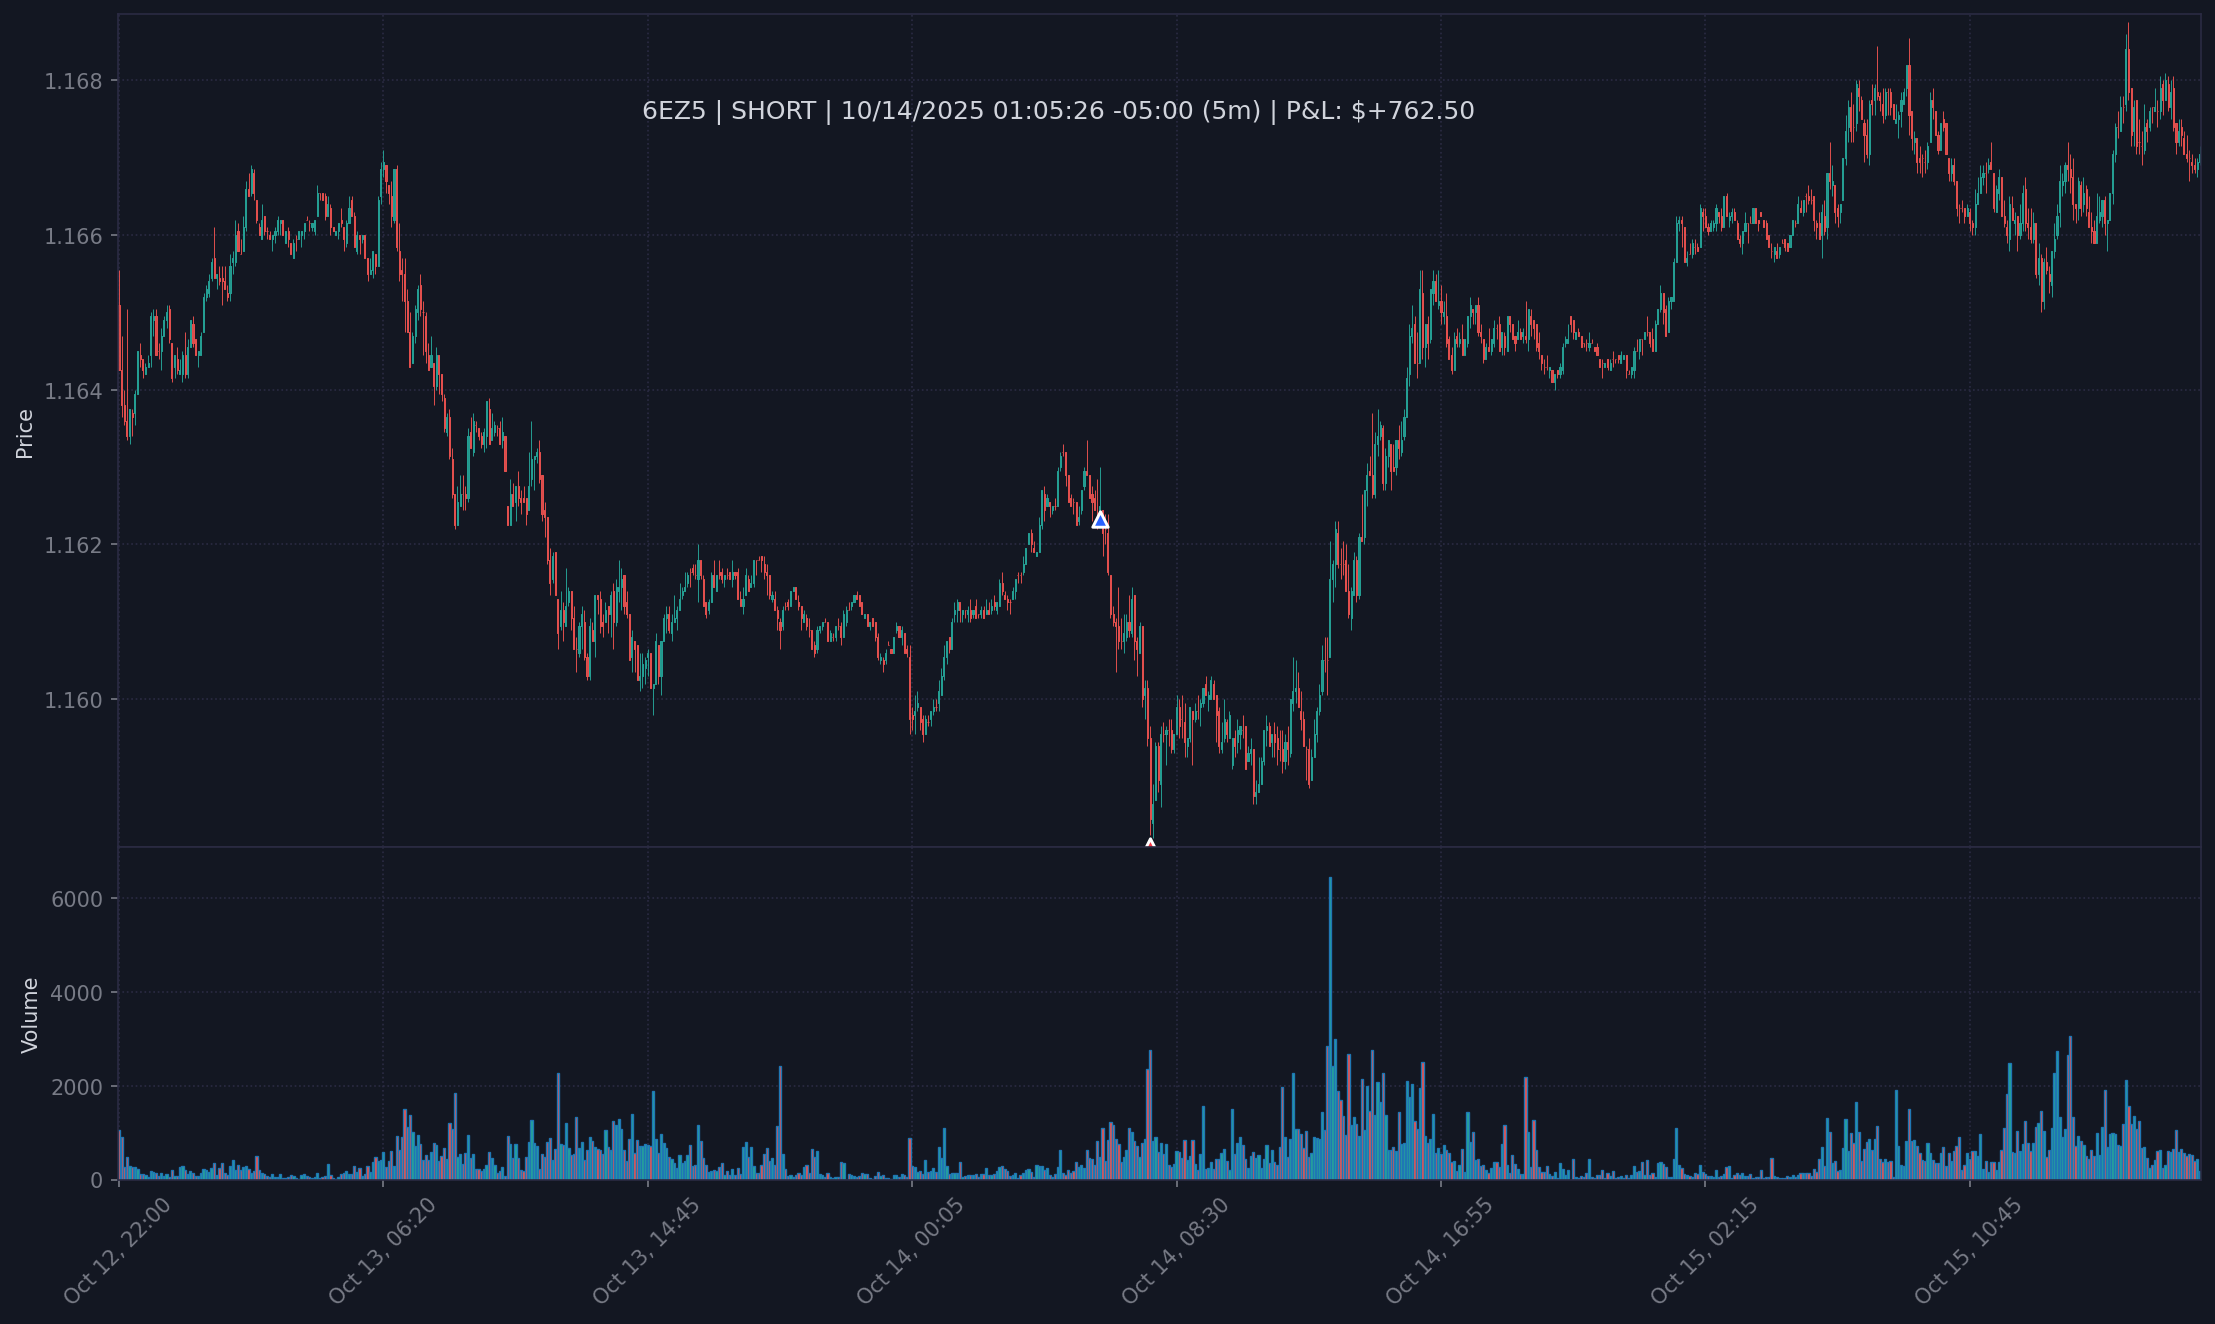 6EZ5 | SHORT | 10/14/2025 01:05:26 -05:00 (5m) | P&L: $+762.50
Price
1.168
1.166
1.164
1.162
1.160
Volume
6000
4000
2000
0
Oct 12, 22:00
Oct 13, 06:20
Oct 13, 14:45
Oct 14, 00:05
Oct 14, 08:30
Oct 14, 16:55
Oct 15, 02:15
Oct 15, 10:45